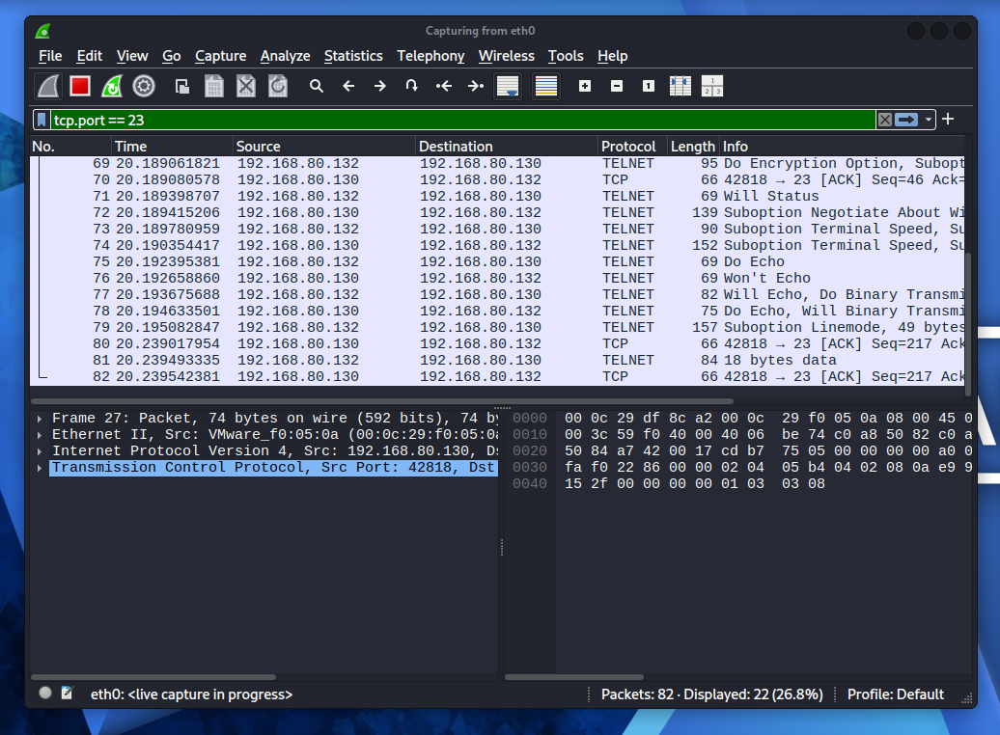 Capturing from eth0
File Edit View Go Capture Analyze Statistics Telephony Wireless Tools Help
tcp.port == 23
No. Time Source Destination Protocol Length Info
69 20.189061821 192.168.80.132 192.168.80.130 TELNET 95 Do Encryption Option, Subopt
70 20.189080578 192.168.80.130 192.168.80.132 TCP 66 42818 → 23 [ACK] Seq=46 Ack=
71 20.189398707 192.168.80.132 192.168.80.130 TELNET 69 Will Status
72 20.189415206 192.168.80.130 192.168.80.132 TELNET 139 Suboption Negotiate About Wi
73 20.189780959 192.168.80.132 192.168.80.130 TELNET 90 Suboption Terminal Speed, Su
74 20.190354417 192.168.80.130 192.168.80.132 TELNET 152 Suboption Terminal Speed, Su
75 20.192395381 192.168.80.132 192.168.80.130 TELNET 69 Do Echo
76 20.192658860 192.168.80.130 192.168.80.132 TELNET 69 Won't Echo
77 20.193675688 192.168.80.132 192.168.80.130 TELNET 82 Will Echo, Do Binary Transmi
78 20.194633501 192.168.80.130 192.168.80.132 TELNET 75 Do Echo, Will Binary Transmi
79 20.195082847 192.168.80.132 192.168.80.130 TELNET 157 Suboption Linemode, 49 bytes
80 20.239017954 192.168.80.130 192.168.80.132 TCP 66 42818 → 23 [ACK] Seq=217 Ack
81 20.239493335 192.168.80.132 192.168.80.130 TELNET 84 18 bytes data
82 20.239542381 192.168.80.130 192.168.80.132 TCP 66 42818 → 23 [ACK] Seq=217 Ack
Frame 27: Packet, 74 bytes on wire (592 bits), 74 by
Ethernet II, Src: VMware_f0:05:0a (00:0c:29:f0:05:0a
Internet Protocol Version 4, Src: 192.168.80.130, Ds
Transmission Control Protocol, Src Port: 42818, Dst
0000 00 0c 29 df 8c a2 00 0c 29 f0 05 0a 08 00 45 0
0010 00 3c 59 f0 40 00 40 06 be 74 c0 a8 50 82 c0 a
0020 50 84 a7 42 00 17 cd b7 75 05 00 00 00 00 a0 0
0030 fa f0 22 86 00 00 02 04 05 b4 04 02 08 0a e9 9
0040 15 2f 00 00 00 00 01 03 03 08
eth0: <live capture in progress> Packets: 82 · Displayed: 22 (26.8%) Profile: Default